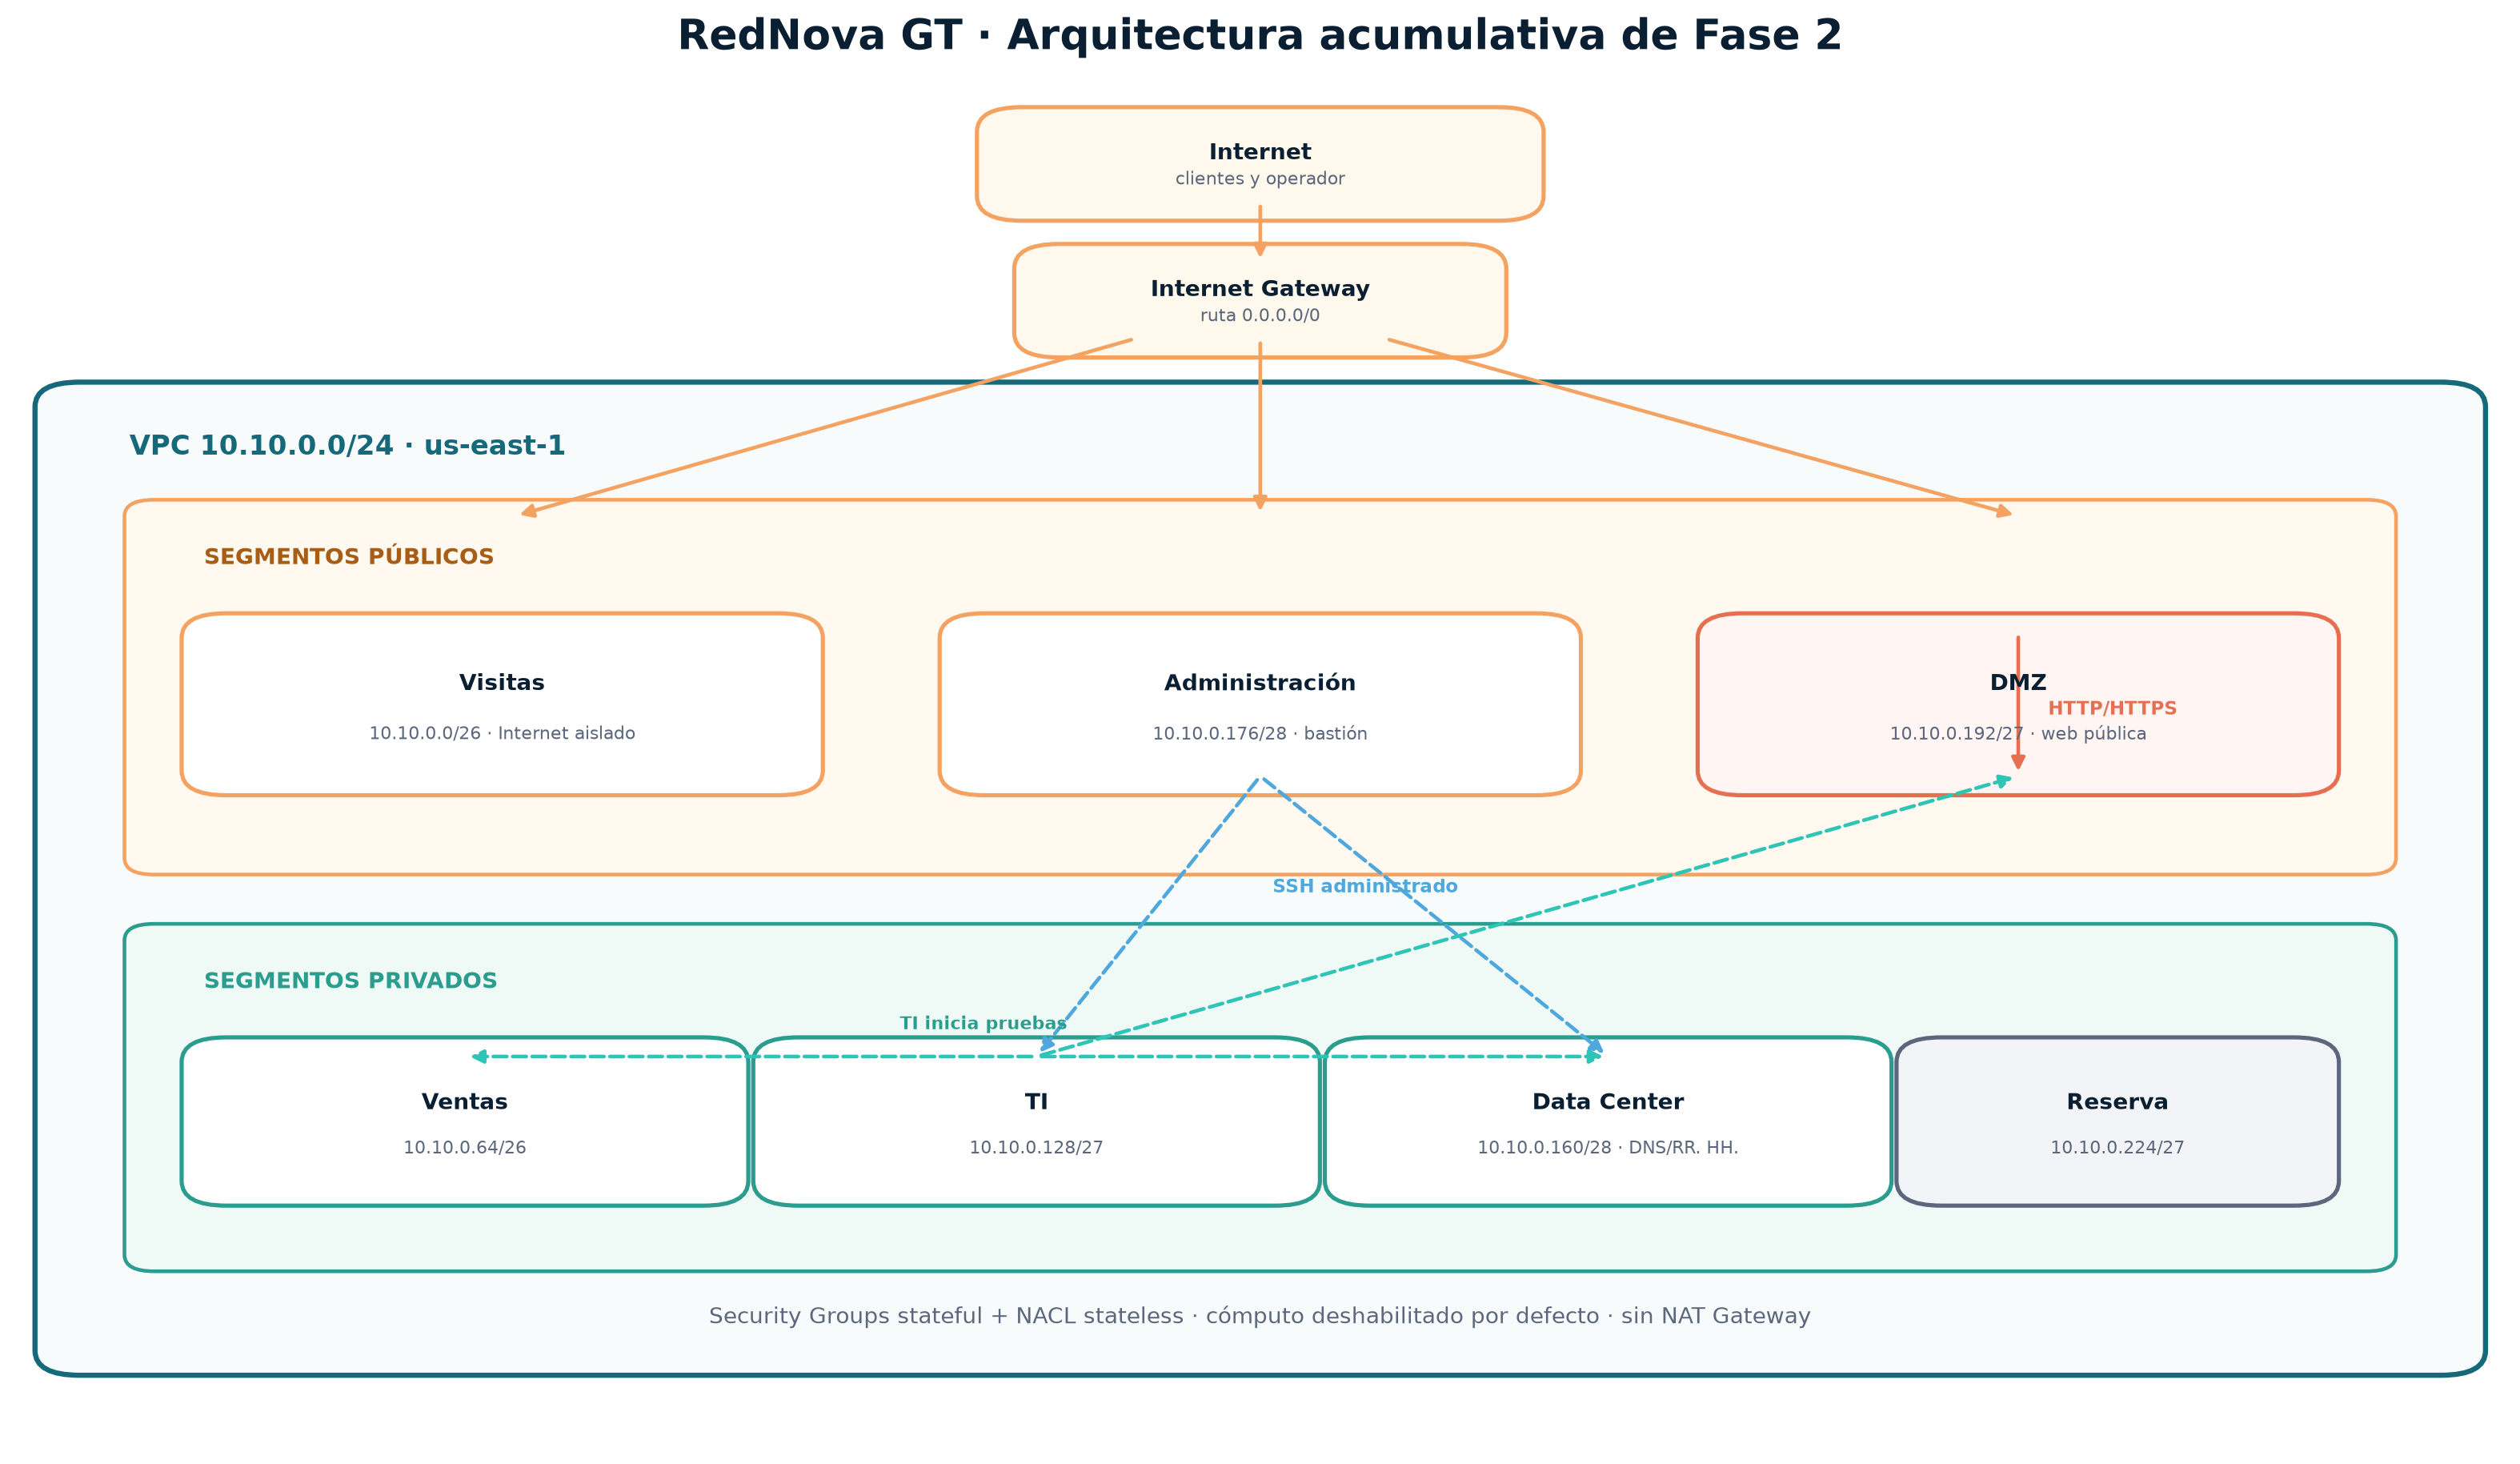 RedNova GT · Arquitectura acumulativa de Fase 2
Internet
clientes y operador
Internet Gateway
ruta 0.0.0.0/0
VPC 10.10.0.0/24 · us-east-1
SEGMENTOS PÚBLICOS
Visitas
10.10.0.0/26 · Internet aislado
Administración
10.10.0.176/28 · bastión
DMZ
HTTP/HTTPS
10.10.0.192/27 · web pública
SSH administrado
SEGMENTOS PRIVADOS
TI inicia pruebas
Ventas
10.10.0.64/26
TI
10.10.0.128/27
Data Center
10.10.0.160/28 · DNS/RR. HH.
Reserva
10.10.0.224/27
Security Groups stateful + NACL stateless · cómputo deshabilitado por defecto · sin NAT Gateway